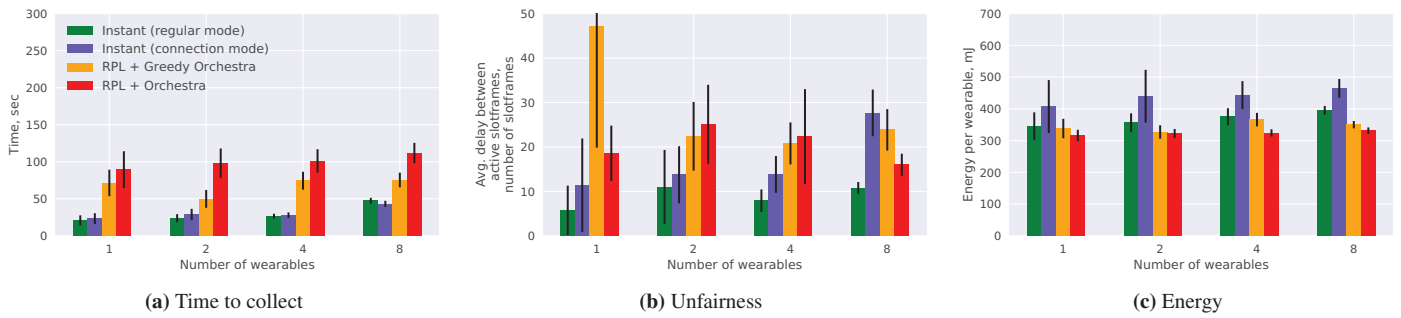 300
250
200
150
100
50
0
Time, sec
Instant (regular mode)
Instant (connection mode)
RPL + Greedy Orchestra
RPL + Orchestra
1 2 4 8
Number of wearables
(a) Time to collect
50
40
30
20
10
0
Avg. delay between
active slotframes,
number of slotframes
1 2 4 8
Number of wearables
(b) Unfairness
700
600
500
400
300
200
100
0
Energy per wearable, mJ
1 2 4 8
Number of wearables
(c) Energy